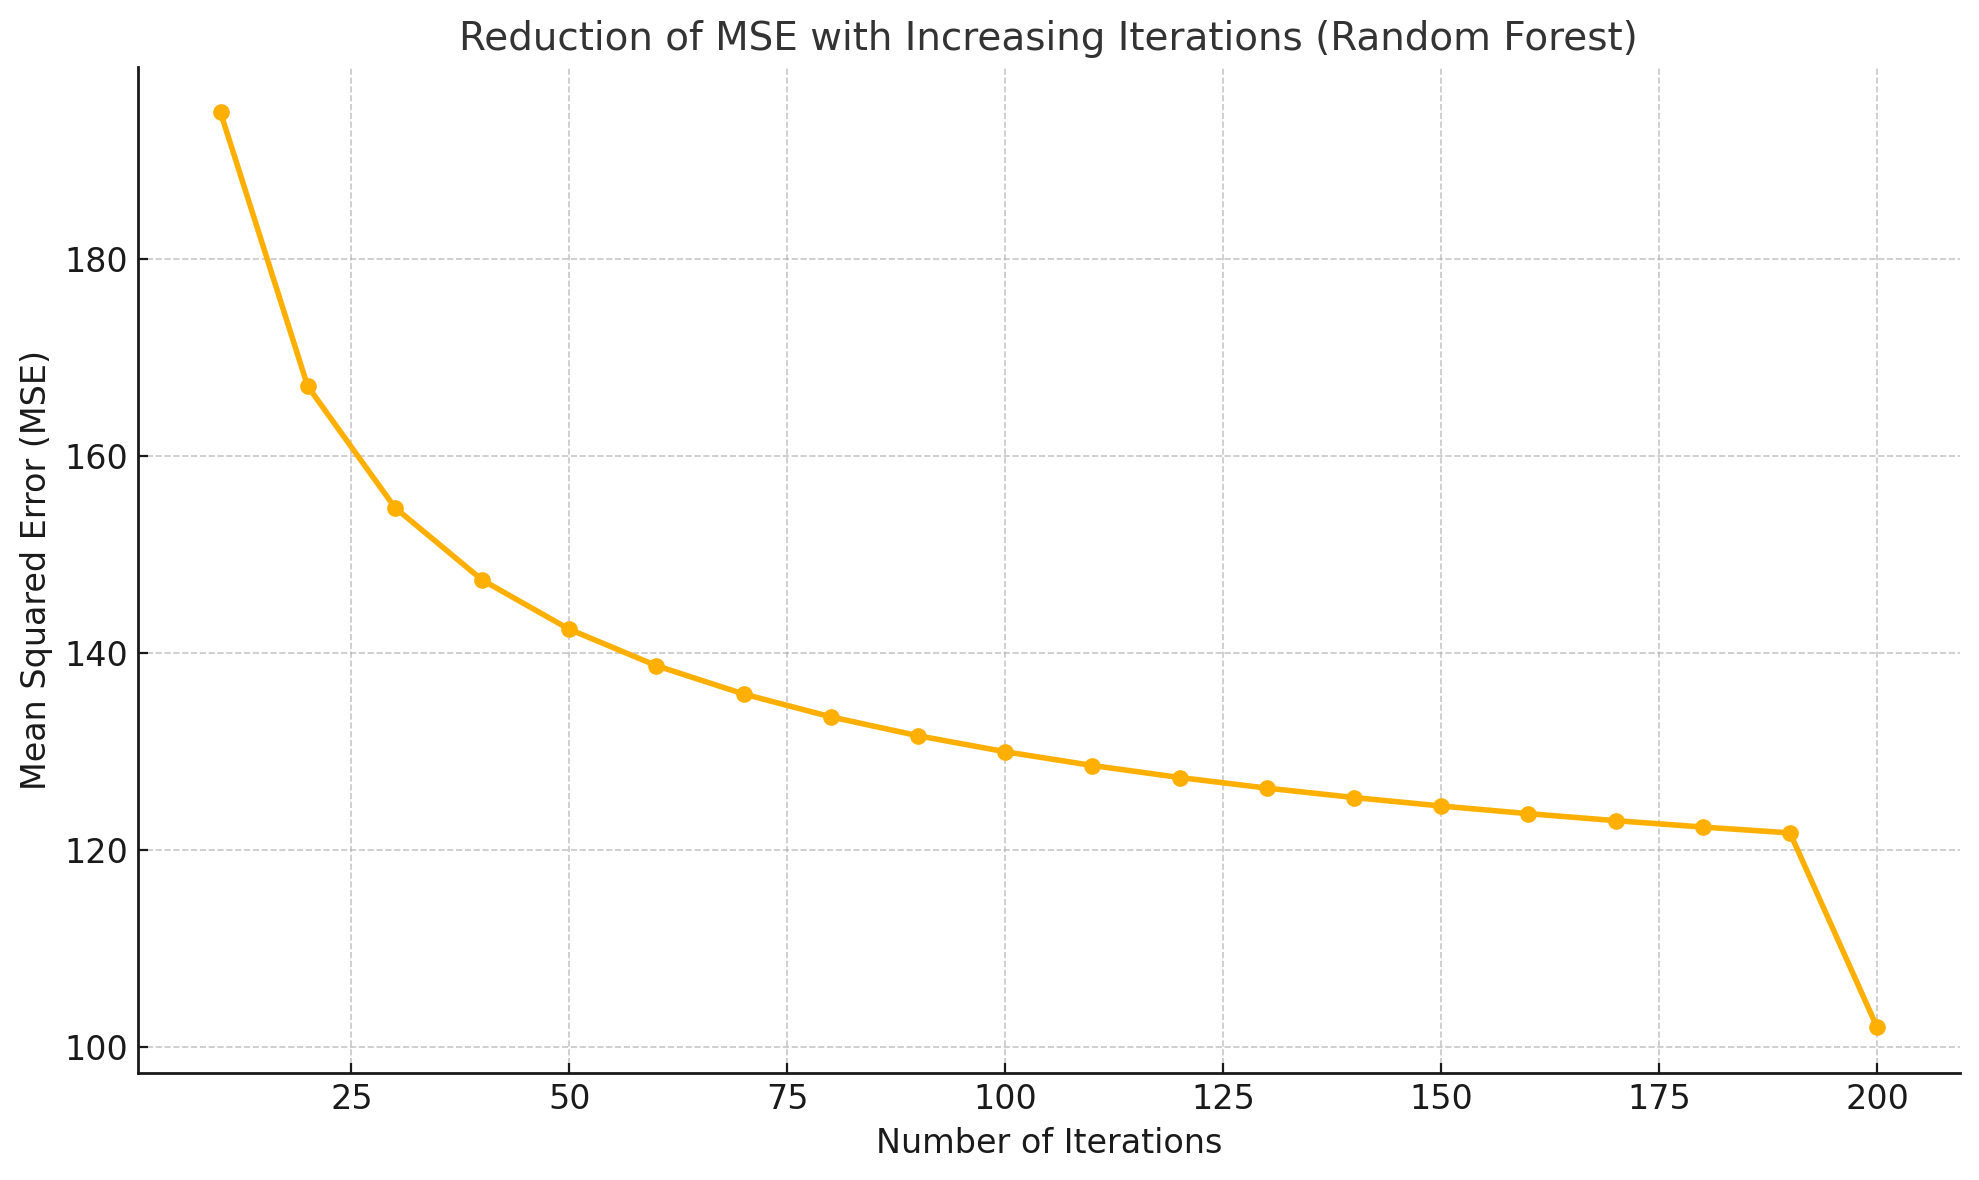 Reduction of MSE with Increasing Iterations (Random Forest)
Mean Squared Error (MSE)
180
160
140
120
100
25 50 75 100 125 150 175 200
Number of Iterations